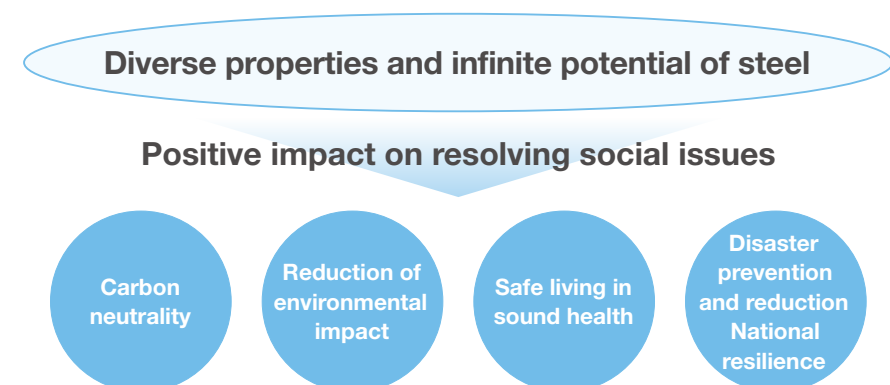 Diverse properties and infinite potential of steel
Positive impact on resolving social issues
Carbon
neutrality
Reduction of
environmental
impact
Safe living in
sound health
Disaster
prevention
and reduction
National
resilience